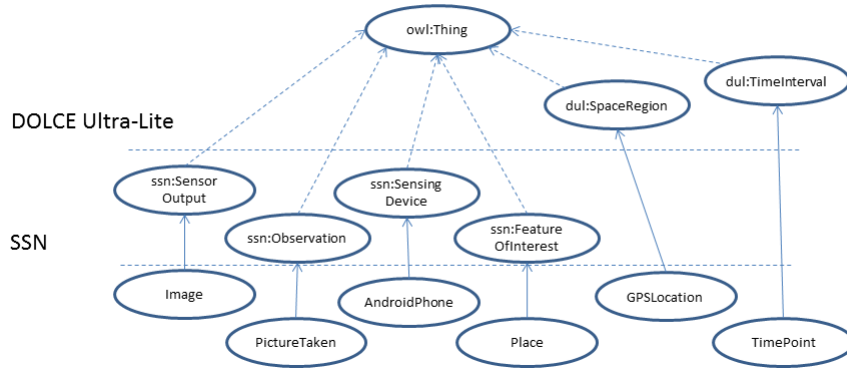 owl:Thing
dul:TimeInterval
dul:SpaceRegion
DOLCE Ultra-Lite
ssn:Sensor
Output
ssn:Sensing
Device
ssn:Observation
ssn:Feature
OfInterest
SSN
Image
AndroidPhone
GPSLocation
PictureTaken
Place
TimePoint